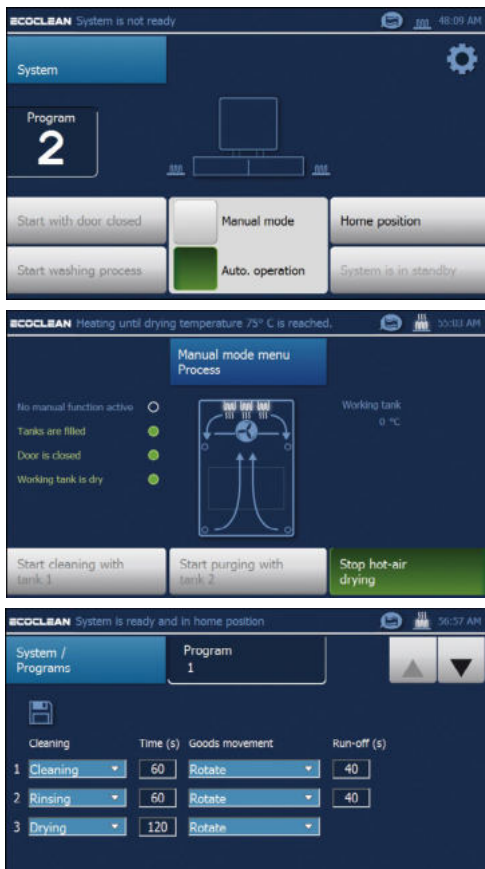 ECOCLEAN System is not ready 48:09 AM
System
Program
2
Start with door closed
Manual mode
Home position
Start washing process
Auto. operation
System is in standby
ECOCLEAN Heating until drying temperature 75° C is reached. 55:03 AM
Manual mode menu
Process
No manual function active
Tanks are filled
Door is closed
Working tank is dry
Working tank
0 °C
Start cleaning with
tank 1
Start purging with
tank 2
Stop hot-air
drying
ECOCLEAN System is ready and in home position 56:57 AM
System /
Programs
Program
1
Cleaning Time (s) Goods movement Run-off (s)
1 Cleaning 60 Rotate 40
2 Rinsing 60 Rotate 40
3 Drying 120 Rotate